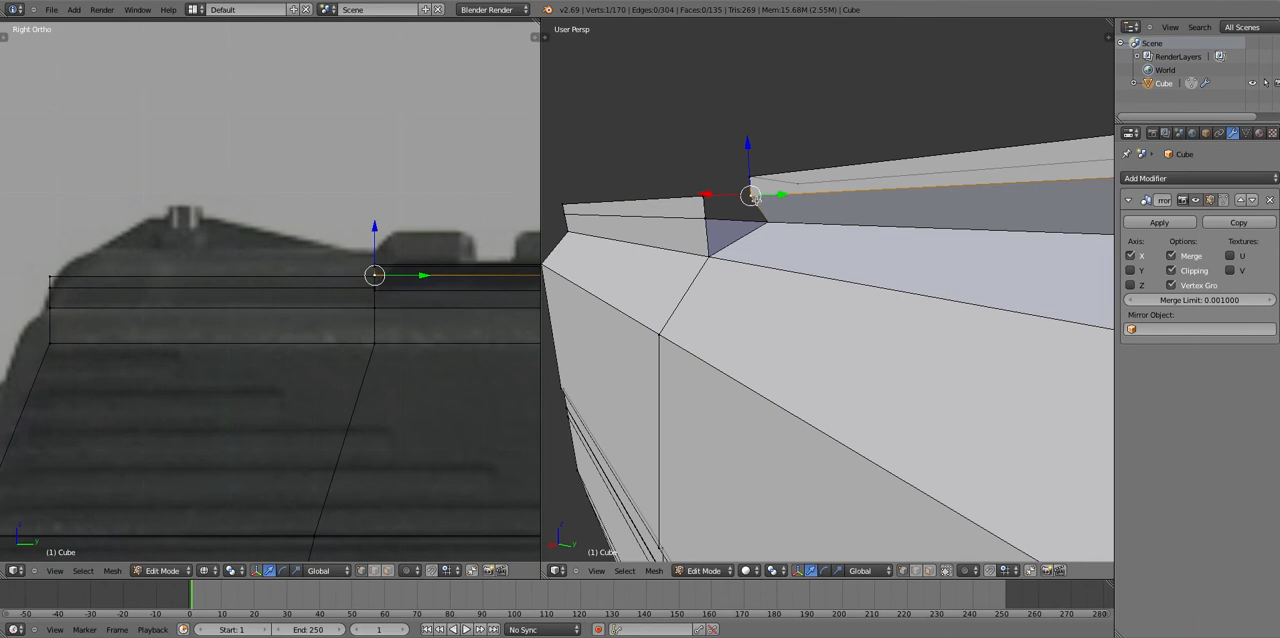 File Add Render Window Help Default Scene Blender Render v2.69 | Verts:1/170 | Edges:0/304 | Faces:0/135 | Tris:269 | Mem:15.68M (2.55M) | Cube
Right Ortho
User Persp
View Search All Scenes
Scene
RenderLayers
World
Cube
Cube
Add Modifier
rror
Apply Copy
Axis: Options: Textures:
X Merge U
Y Clipping V
Z Vertex Gro
Merge Limit: 0.001000
Mirror Object:
z
y
(1) Cube
z
x
y
(1) Cube
View Select Mesh Edit Mode Global
View Select Mesh Edit Mode Global
-50 -40 -30 -20 -10 0 10 20 30 40 50 60 70 80 90 100 110 120 130 140 150 160 170 180 190 200 210 220 230 240 250 260 270 280
View Marker Frame Playback Start: 1 End: 250 1 No Sync